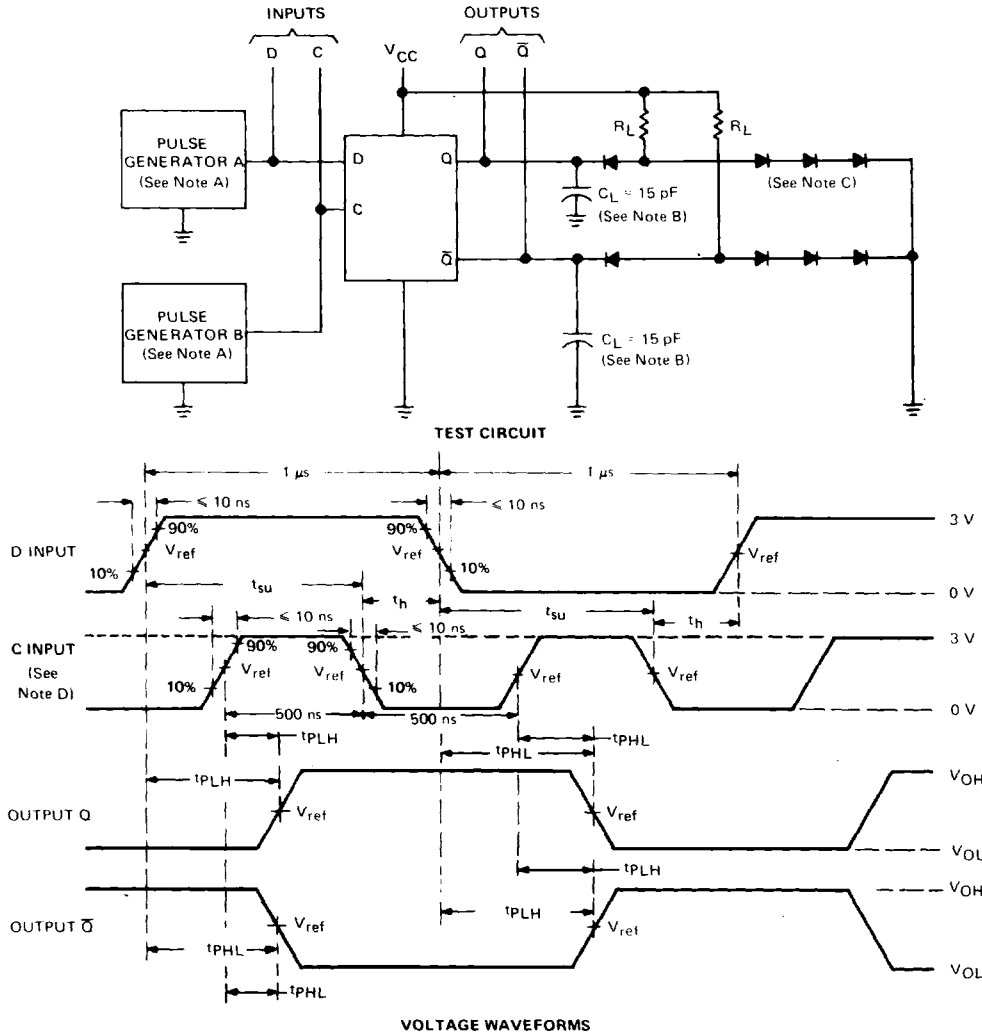 INPUTS
D C
OUTPUTS
Q Q̅
VCC
PULSE
GENERATOR A
(See Note A)
D
C
Q
Q̅
RL
RL
CL = 15 pF
(See Note B)
(See Note C)
PULSE
GENERATOR B
(See Note A)
CL = 15 pF
(See Note B)
TEST CIRCUIT
1 μs
1 μs
≤ 10 ns
≤ 10 ns
D INPUT
90%
Vref
10%
90%
Vref
10%
Vref
3 V
0 V
tsu
th
tsu
th
≤ 10 ns
≤ 10 ns
C INPUT
(See
Note D)
90%
Vref
10%
90%
Vref
10%
Vref
Vref
3 V
0 V
500 ns
500 ns
tPLH
tPHL
tPHL
tPLH
OUTPUT Q
Vref
Vref
VOH
VOL
tPLH
tPLH
OUTPUT Q̅
Vref
Vref
VOH
VOL
tPHL
tPHL
VOLTAGE WAVEFORMS